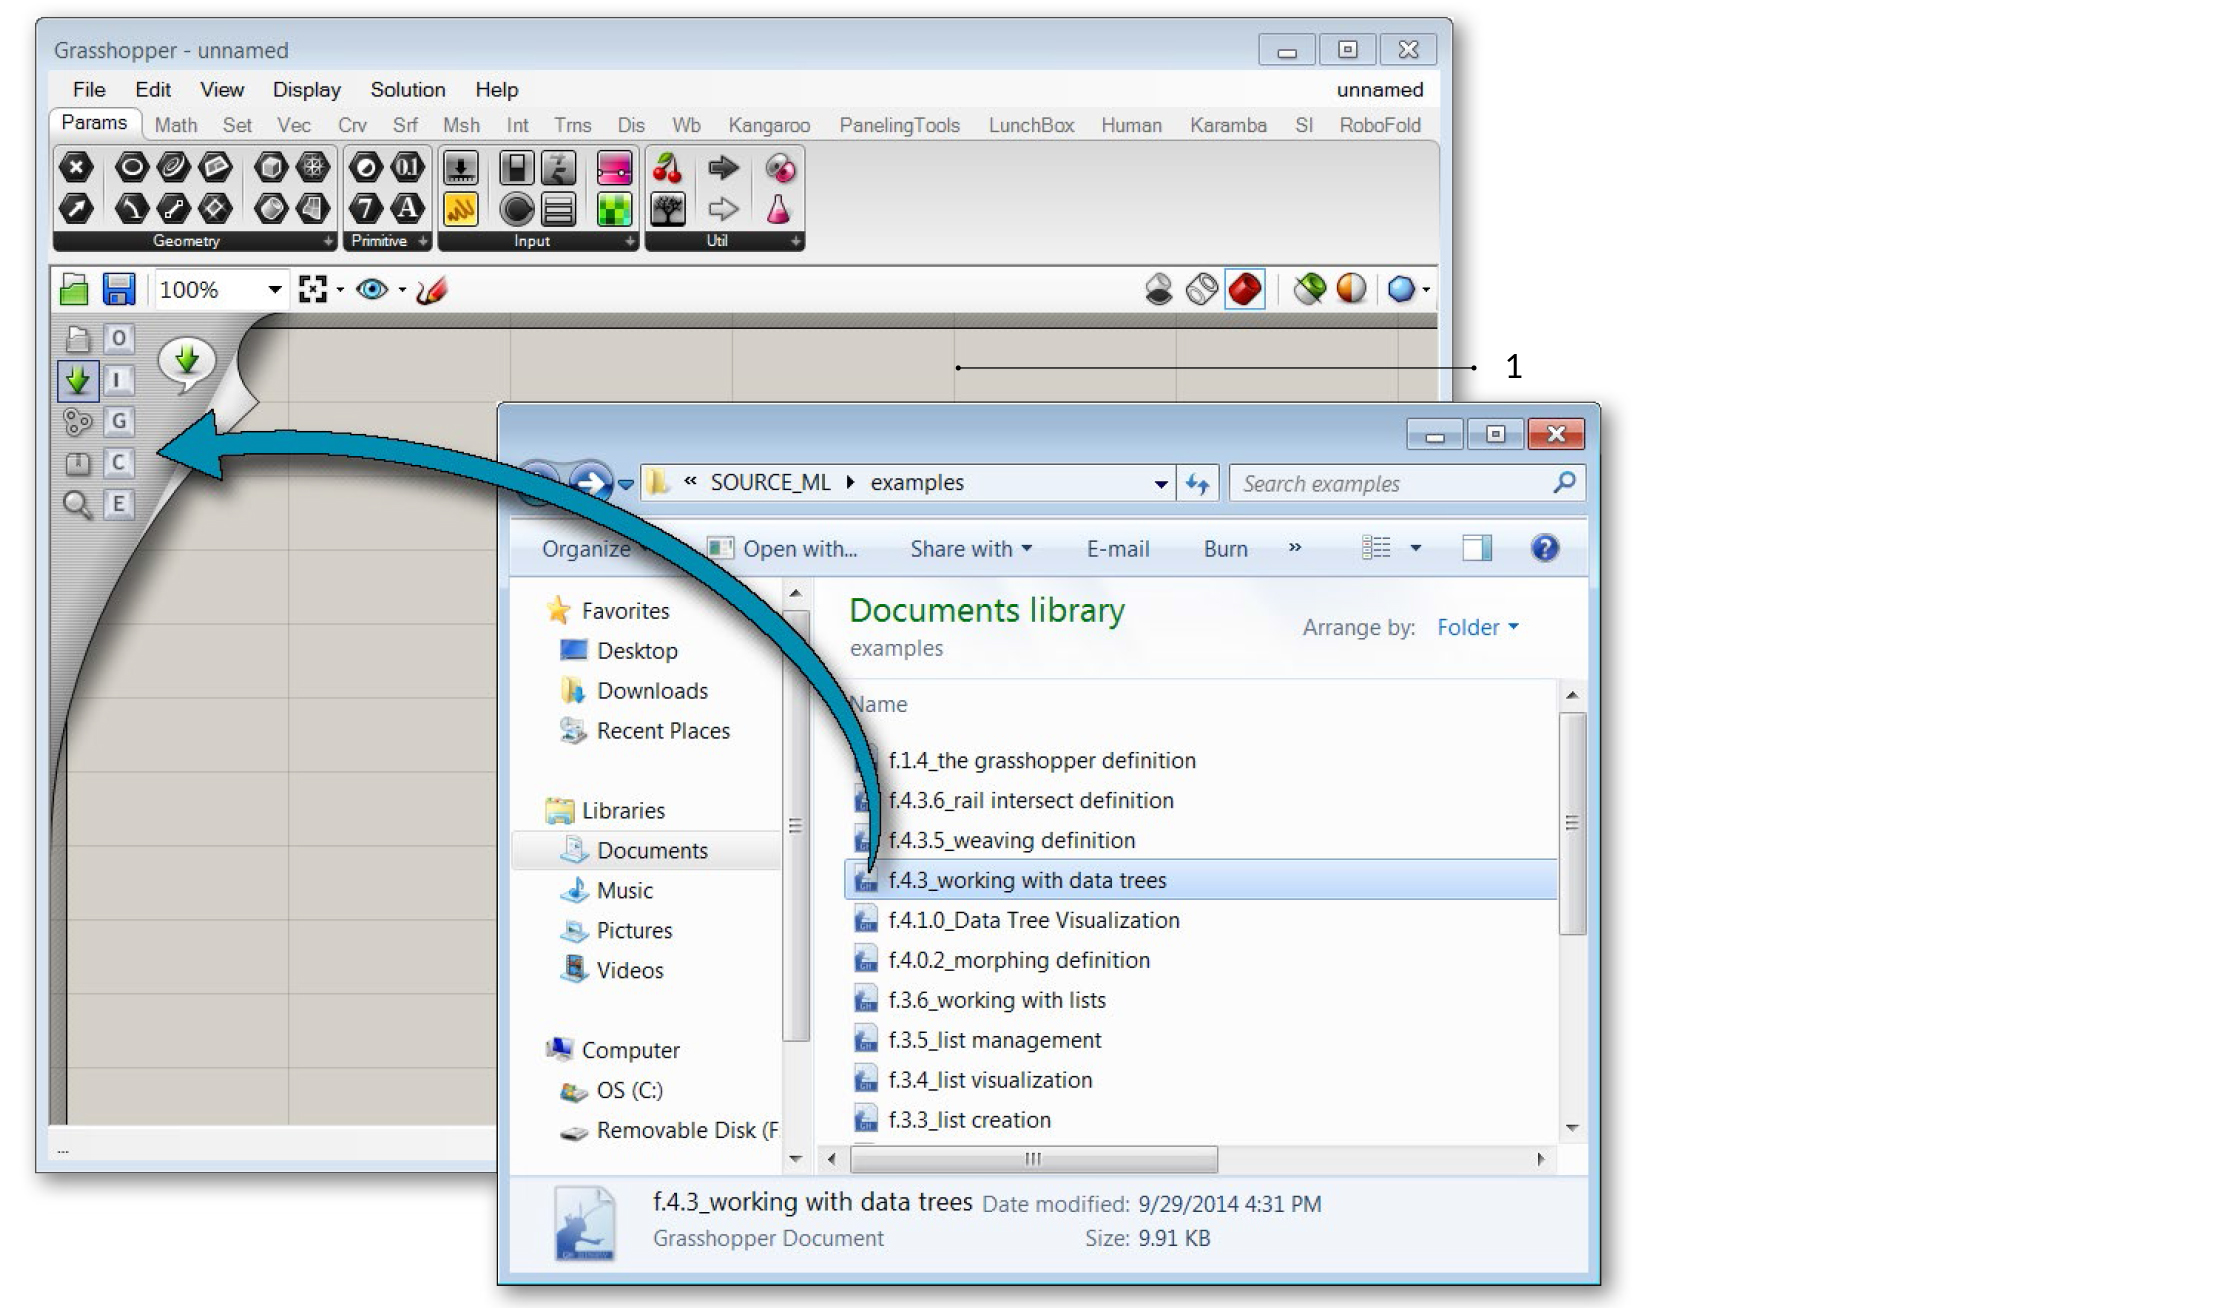 Grasshopper - unnamed
File Edit View Display Solution Help unnamed
Params Math Set Vec Crv Srf Msh Int Trns Dis Wb Kangaroo PanelingTools LunchBox Human Karamba SI RoboFold
0.1
7 A
Geometry Primitive Input Util
100%
O
I
G
C
E
1
« SOURCE_ML examples Search examples
Organize Open with... Share with E-mail Burn »
Favorites
Desktop
Downloads
Recent Places
Libraries
Documents
Music
Pictures
Videos
Computer
OS (C:)
Removable Disk (F
Documents library
examples
Arrange by: Folder
Name
f.1.4_the grasshopper definition
f.4.3.6_rail intersect definition
f.4.3.5_weaving definition
f.4.3_working with data trees
f.4.1.0_Data Tree Visualization
f.4.0.2_morphing definition
f.3.6_working with lists
f.3.5_list management
f.3.4_list visualization
f.3.3_list creation
...
f.4.3_working with data trees Date modified: 9/29/2014 4:31 PM
Grasshopper Document Size: 9.91 KB